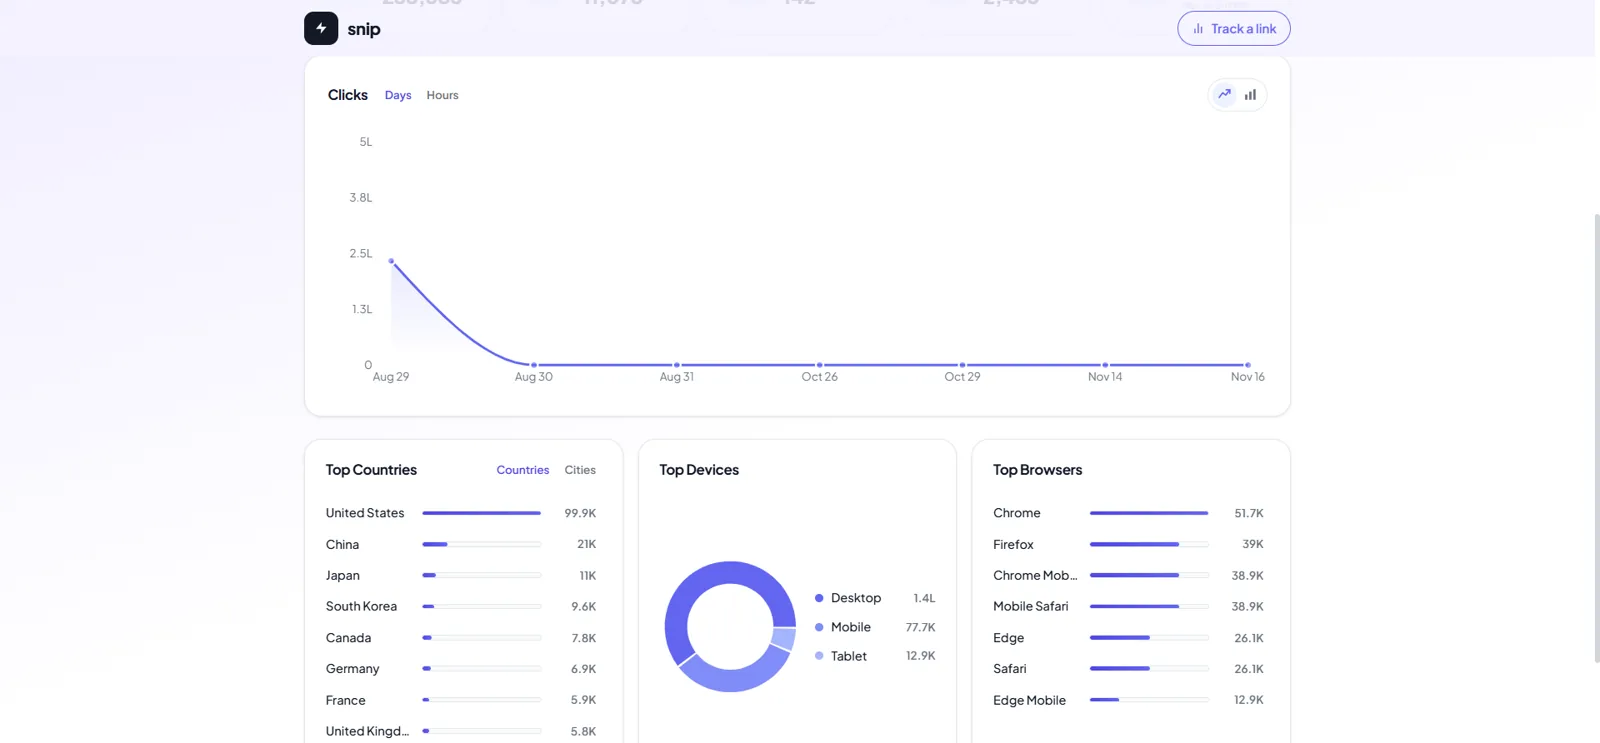 snip
Track a link
Clicks Days Hours
5L
3.8L
2.5L
1.3L
0
Aug 29 Aug 30 Aug 31 Oct 26 Oct 29 Nov 14 Nov 16
Top Countries Countries Cities
United States 99.9K
China 21K
Japan 11K
South Korea 9.6K
Canada 7.8K
Germany 6.9K
France 5.9K
United Kingd... 5.8K
Top Devices
Desktop 1.4L
Mobile 77.7K
Tablet 12.9K
Top Browsers
Chrome 51.7K
Firefox 39K
Chrome Mob... 38.9K
Mobile Safari 38.9K
Edge 26.1K
Safari 26.1K
Edge Mobile 12.9K